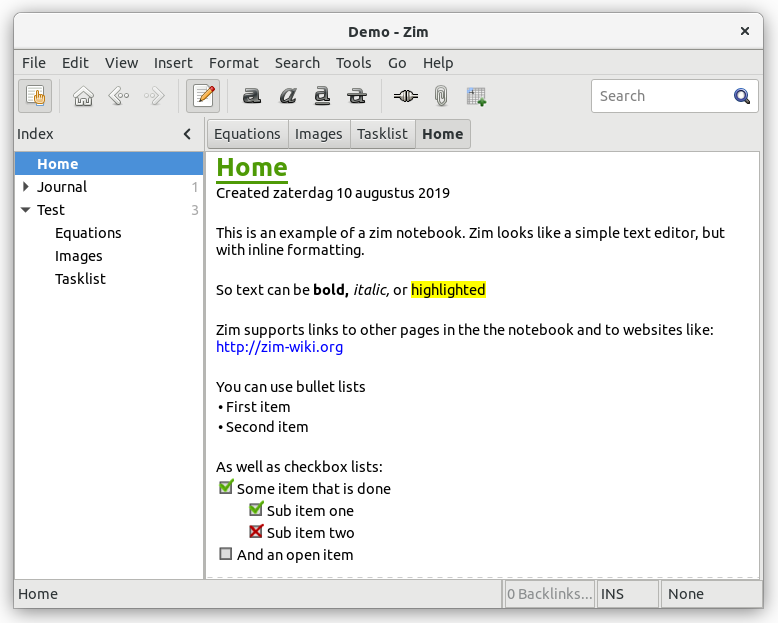 Demo - Zim
File Edit View Insert Format Search Tools Go Help
a a a a Search
Index Equations Images Tasklist Home
Home
Journal 1
Test 3
Equations
Images
Tasklist
Home
Created zaterdag 10 augustus 2019
This is an example of a zim notebook. Zim looks like a simple text editor, but
with inline formatting.
So text can be bold, italic, or highlighted
Zim supports links to other pages in the the notebook and to websites like:
http://zim-wiki.org
You can use bullet lists
• First item
• Second item
As well as checkbox lists:
Some item that is done
Sub item one
Sub item two
And an open item
Home 0 Backlinks... INS None